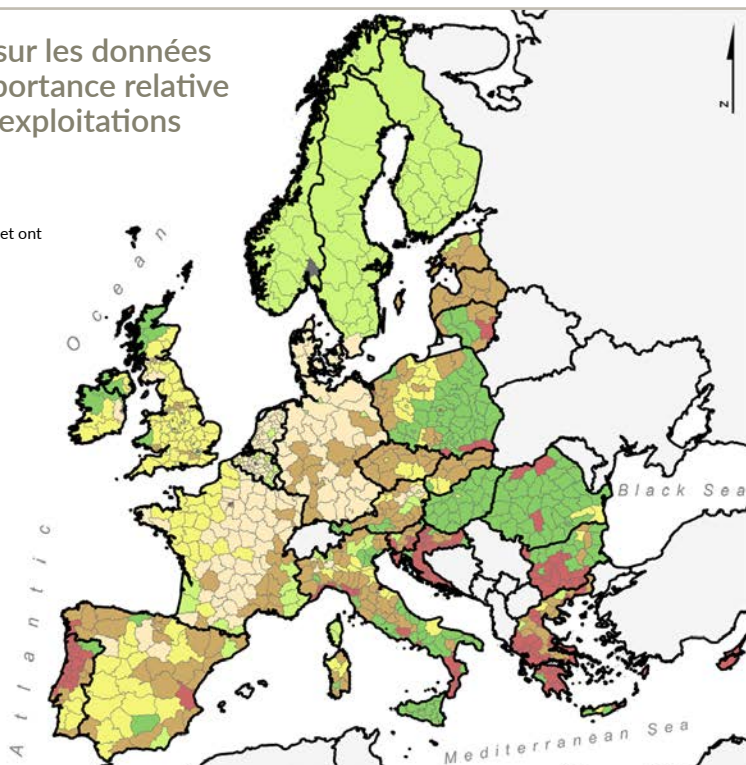 sur les données
portance relative
exploitations
et ont
z
Ocean
Atlantic
Black Sea
Mediterranean Sea